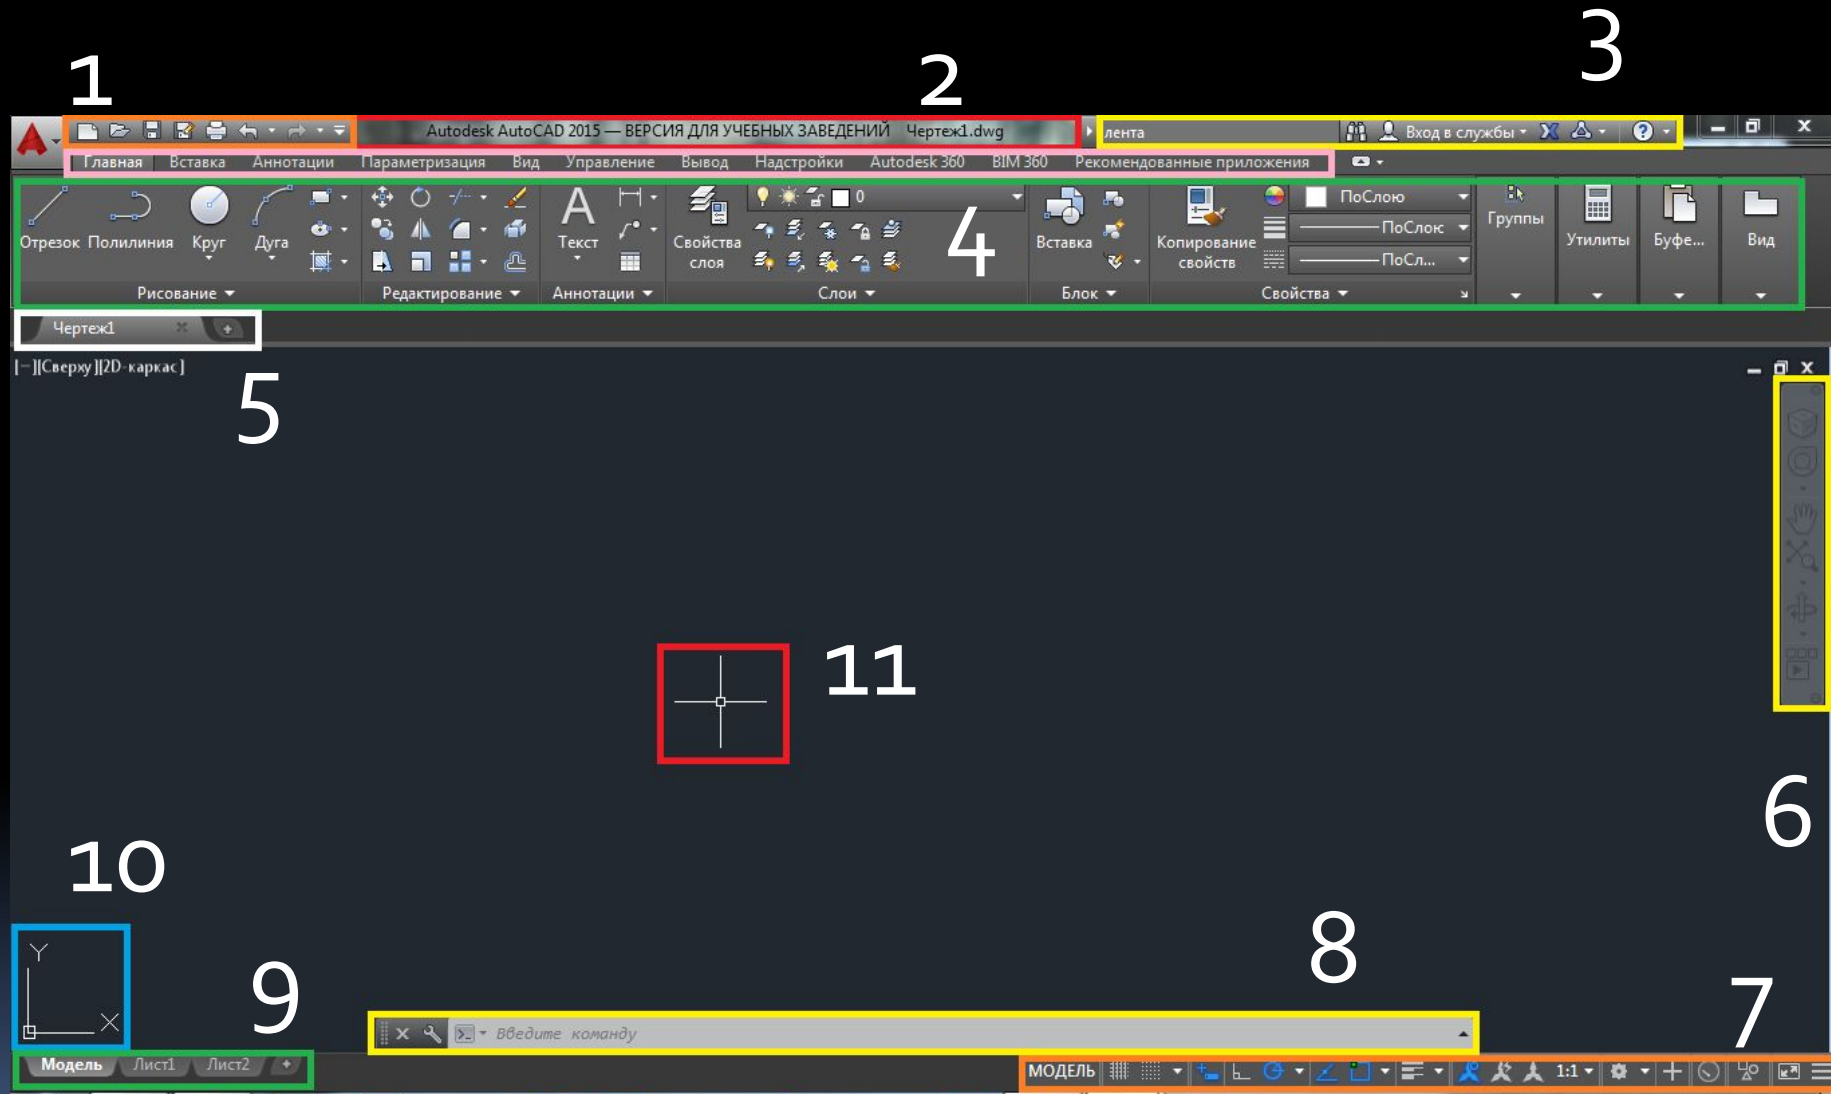 1
2
3
Autodesk AutoCAD 2015 — ВЕРСИЯ ДЛЯ УЧЕБНЫХ ЗАВЕДЕНИЙ Чертеж1.dwg
лента
Вход в службы
Главная Вставка Аннотации Параметризация Вид Управление Вывод Надстройки Autodesk 360 BIM 360 Рекомендованные приложения
0
ПоСлою
Отрезок Полилиния Круг Дуга
Текст
Свойства слоя
4
Вставка
Копирование свойств
ПоСлою
ПоСл...
Группы
Утилиты
Буфе...
Вид
Рисование
Редактирование
Аннотации
Слои
Блок
Свойства
Чертеж1
[−][Сверху][2D-каркас]
5
11
6
10
Y
X
9
8
7
Введите команду
Модель Лист1 Лист2
МОДЕЛЬ
1:1